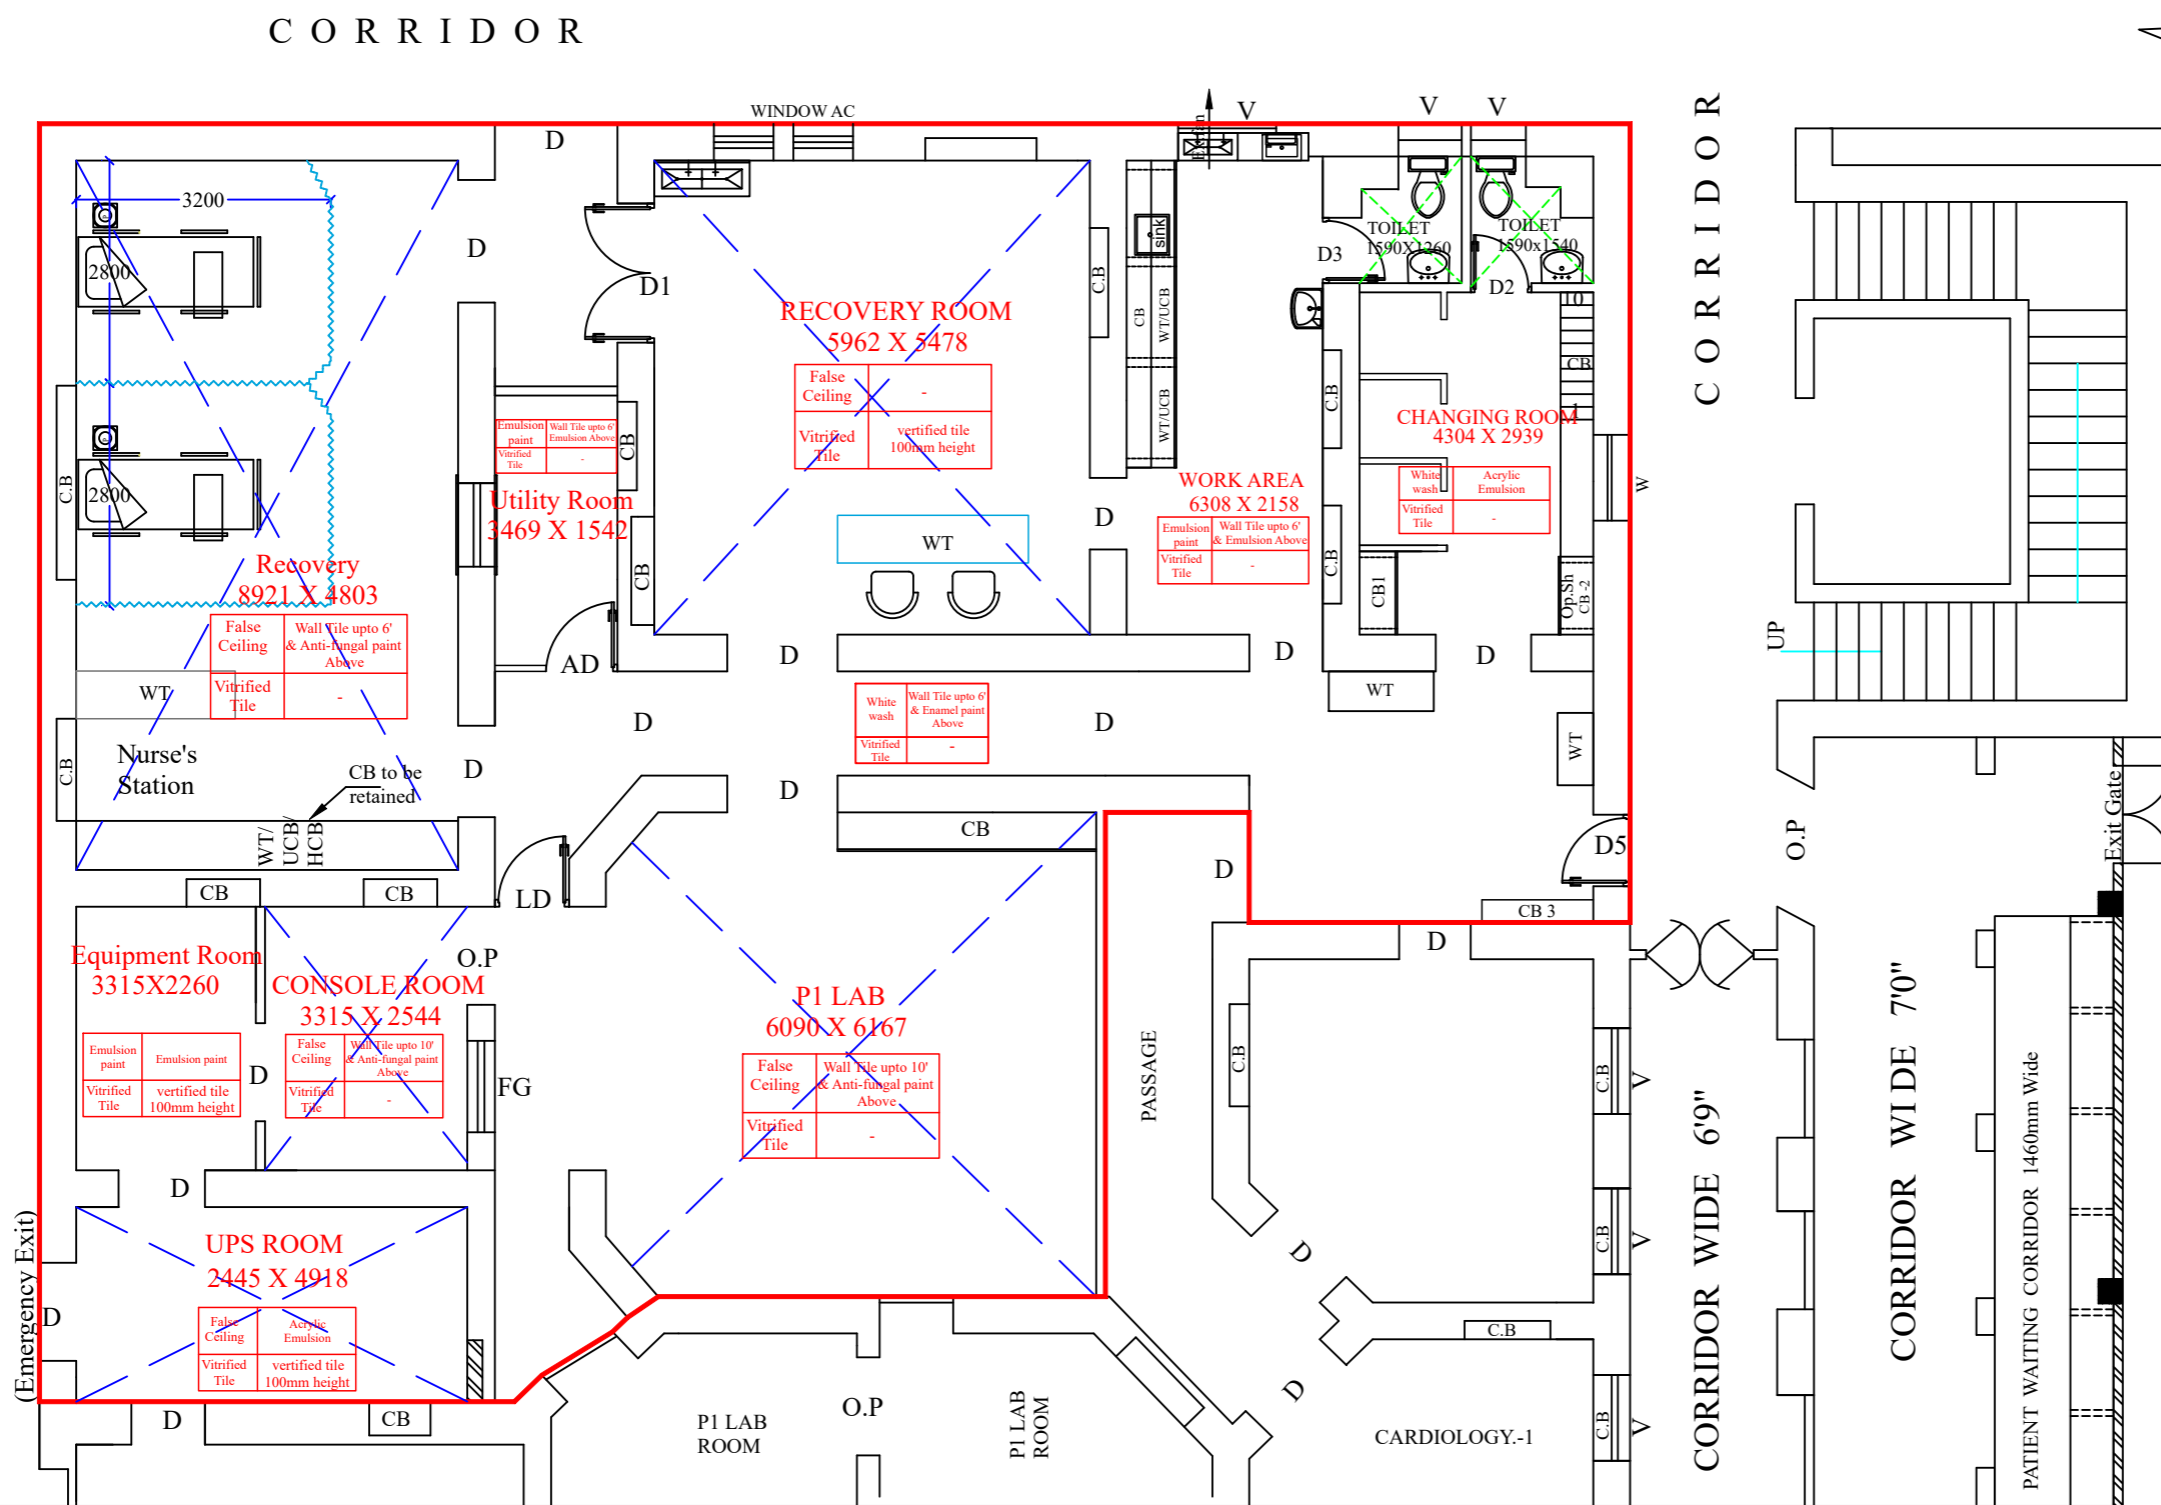 CORRIDOR
WINDOW AC
V
V
V
D
3200
2800
2800
D
D1
C.B
Recovery
8921 X 4803
False
Ceiling
Wall Tile upto 6'
& Anti-fungal paint
Above
Vitrified
Tile
-
WT
C.B
Nurse's
Station
CB to be
retained
WT/
UCB/
HCB
D
Emulsion
paint
Wall Tile upto 6'
Emulsion Above
Vitrified
Tile
-
CB
Utility Room
3469 X 1542
CB
AD
RECOVERY ROOM
5962 X 5478
False
Ceiling
-
Vitrified
Tile
vertified tile
100mm height
WT
C.B
D
D
D
D
White
wash
Wall Tile upto 6'
& Enamel paint
Above
Vitrified
Tile
-
D
D
sink
CB
WT/UCB
WT/UCB
WORK AREA
6308 X 2158
Emulsion
paint
Wall Tile upto 6'
& Emulsion Above
Vitrified
Tile
-
D
TOILET
1590X1260
TOILET
1590x1540
D3
D2
10
CB
1
C.B
C.B
CHANGING ROOM
4304 X 2939
White
wash
Acrylic
Emulsion
Vitrified
Tile
-
CB1
Op.Sh
CB -2
W
D
WT
WT
D5
CB 3
D
D
CORRIDOR
UP
O.P
Exit Gate
CB
CB
LD
CB
Equipment Room
3315X2260
Emulsion
paint
Emulsion paint
Vitrified
Tile
vertified tile
100mm height
D
O.P
CONSOLE ROOM
3315 X 2544
False
Ceiling
Wall Tile upto 10'
& Anti-fungal paint
Above
Vitrified
Tile
-
FG
P1 LAB
6090 X 6167
False
Ceiling
Wall Tile upto 10'
& Anti-fungal paint
Above
Vitrified
Tile
-
PASSAGE
C.B
C.B
V
C.B
V
C.B
V
D
D
C.B
CORRIDOR WIDE 6'9"
CORRIDOR WIDE 7'0"
PATIENT WAITING CORRIDOR 1460mm Wide
D
UPS ROOM
2445 X 4918
False
Ceiling
Acrylic
Emulsion
Vitrified
Tile
vertified tile
100mm height
(Emergency Exit)
D
D
CB
P1 LAB
ROOM
O.P
P1 LAB
ROOM
CARDIOLOGY.-1